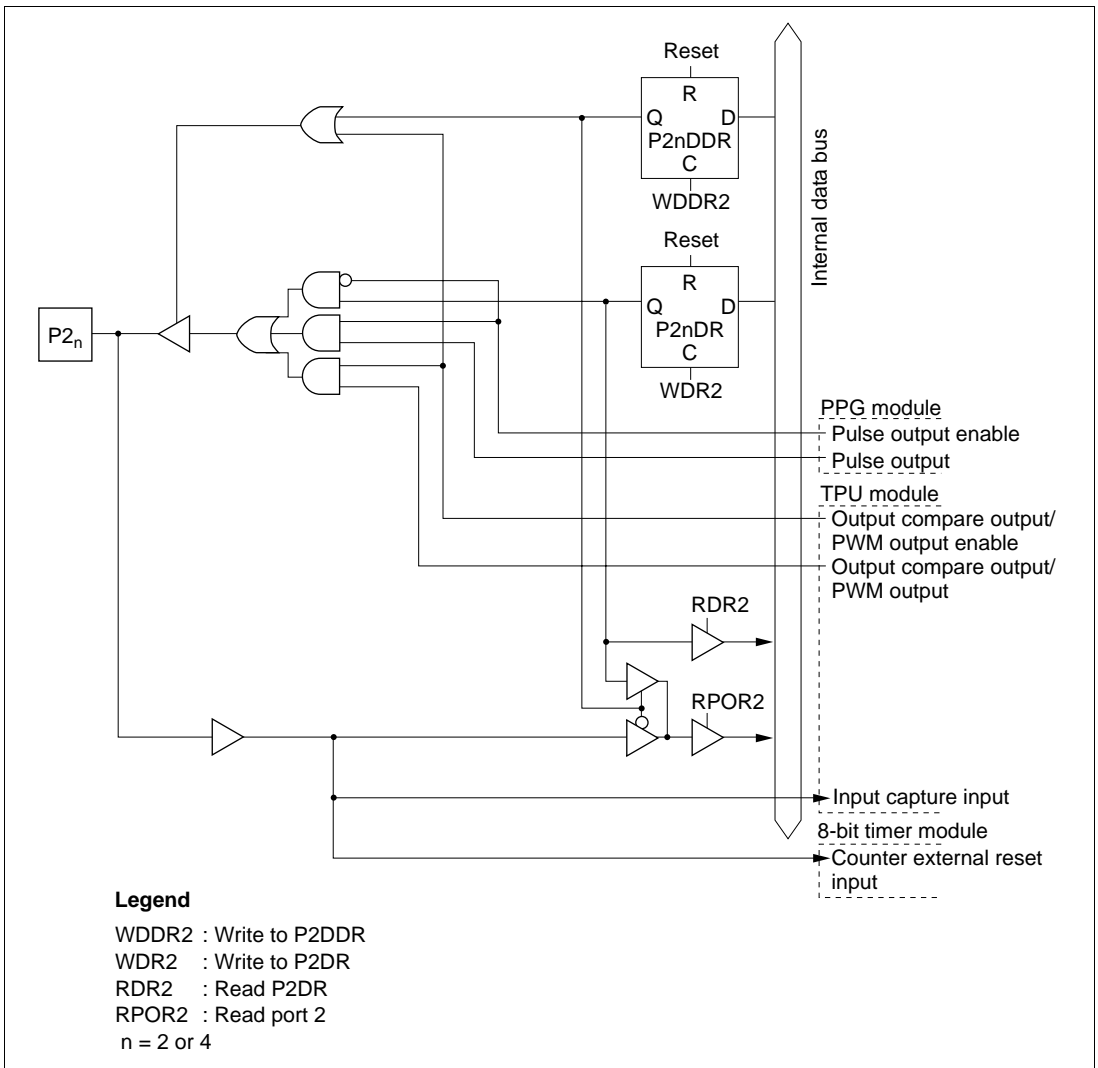 Reset
R
Q D
P2nDDR
C
WDDR2
Internal data bus
Reset
R
Q D
P2nDR
C
WDR2
P2n
PPG module
Pulse output enable
Pulse output
TPU module
Output compare output/
PWM output enable
Output compare output/
PWM output
RDR2
RPOR2
Input capture input
8-bit timer module
Counter external reset
input
Legend
WDDR2 : Write to P2DDR
WDR2 : Write to P2DR
RDR2 : Read P2DR
RPOR2 : Read port 2
n = 2 or 4